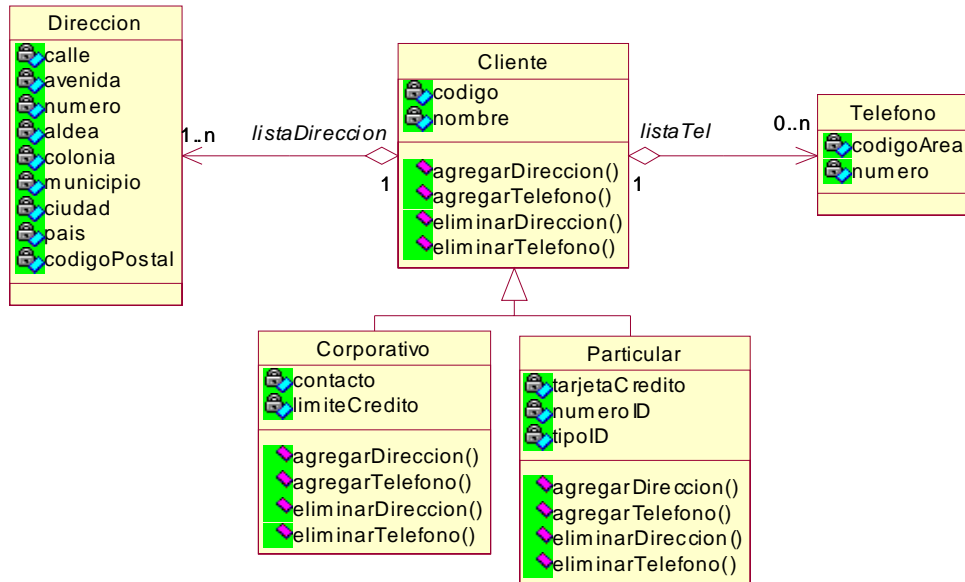 Direccion
calle
avenida
numero
aldea
colonia
municipio
ciudad
pais
codigoPostal
1..n
listaDireccion
1
Cliente
codigo
nombre
agregarDireccion()
agregarTelefono()
eliminarDireccion()
eliminarTelefono()
listaTel
1
0..n
Telefono
codigoArea
numero
Corporativo
contacto
limiteCredito
agregarDireccion()
agregarTelefono()
eliminarDireccion()
eliminarTelefono()
Particular
tarjetaCredito
numeroID
tipoID
agregarDireccion()
agregarTelefono()
eliminarDireccion()
eliminarTelefono()